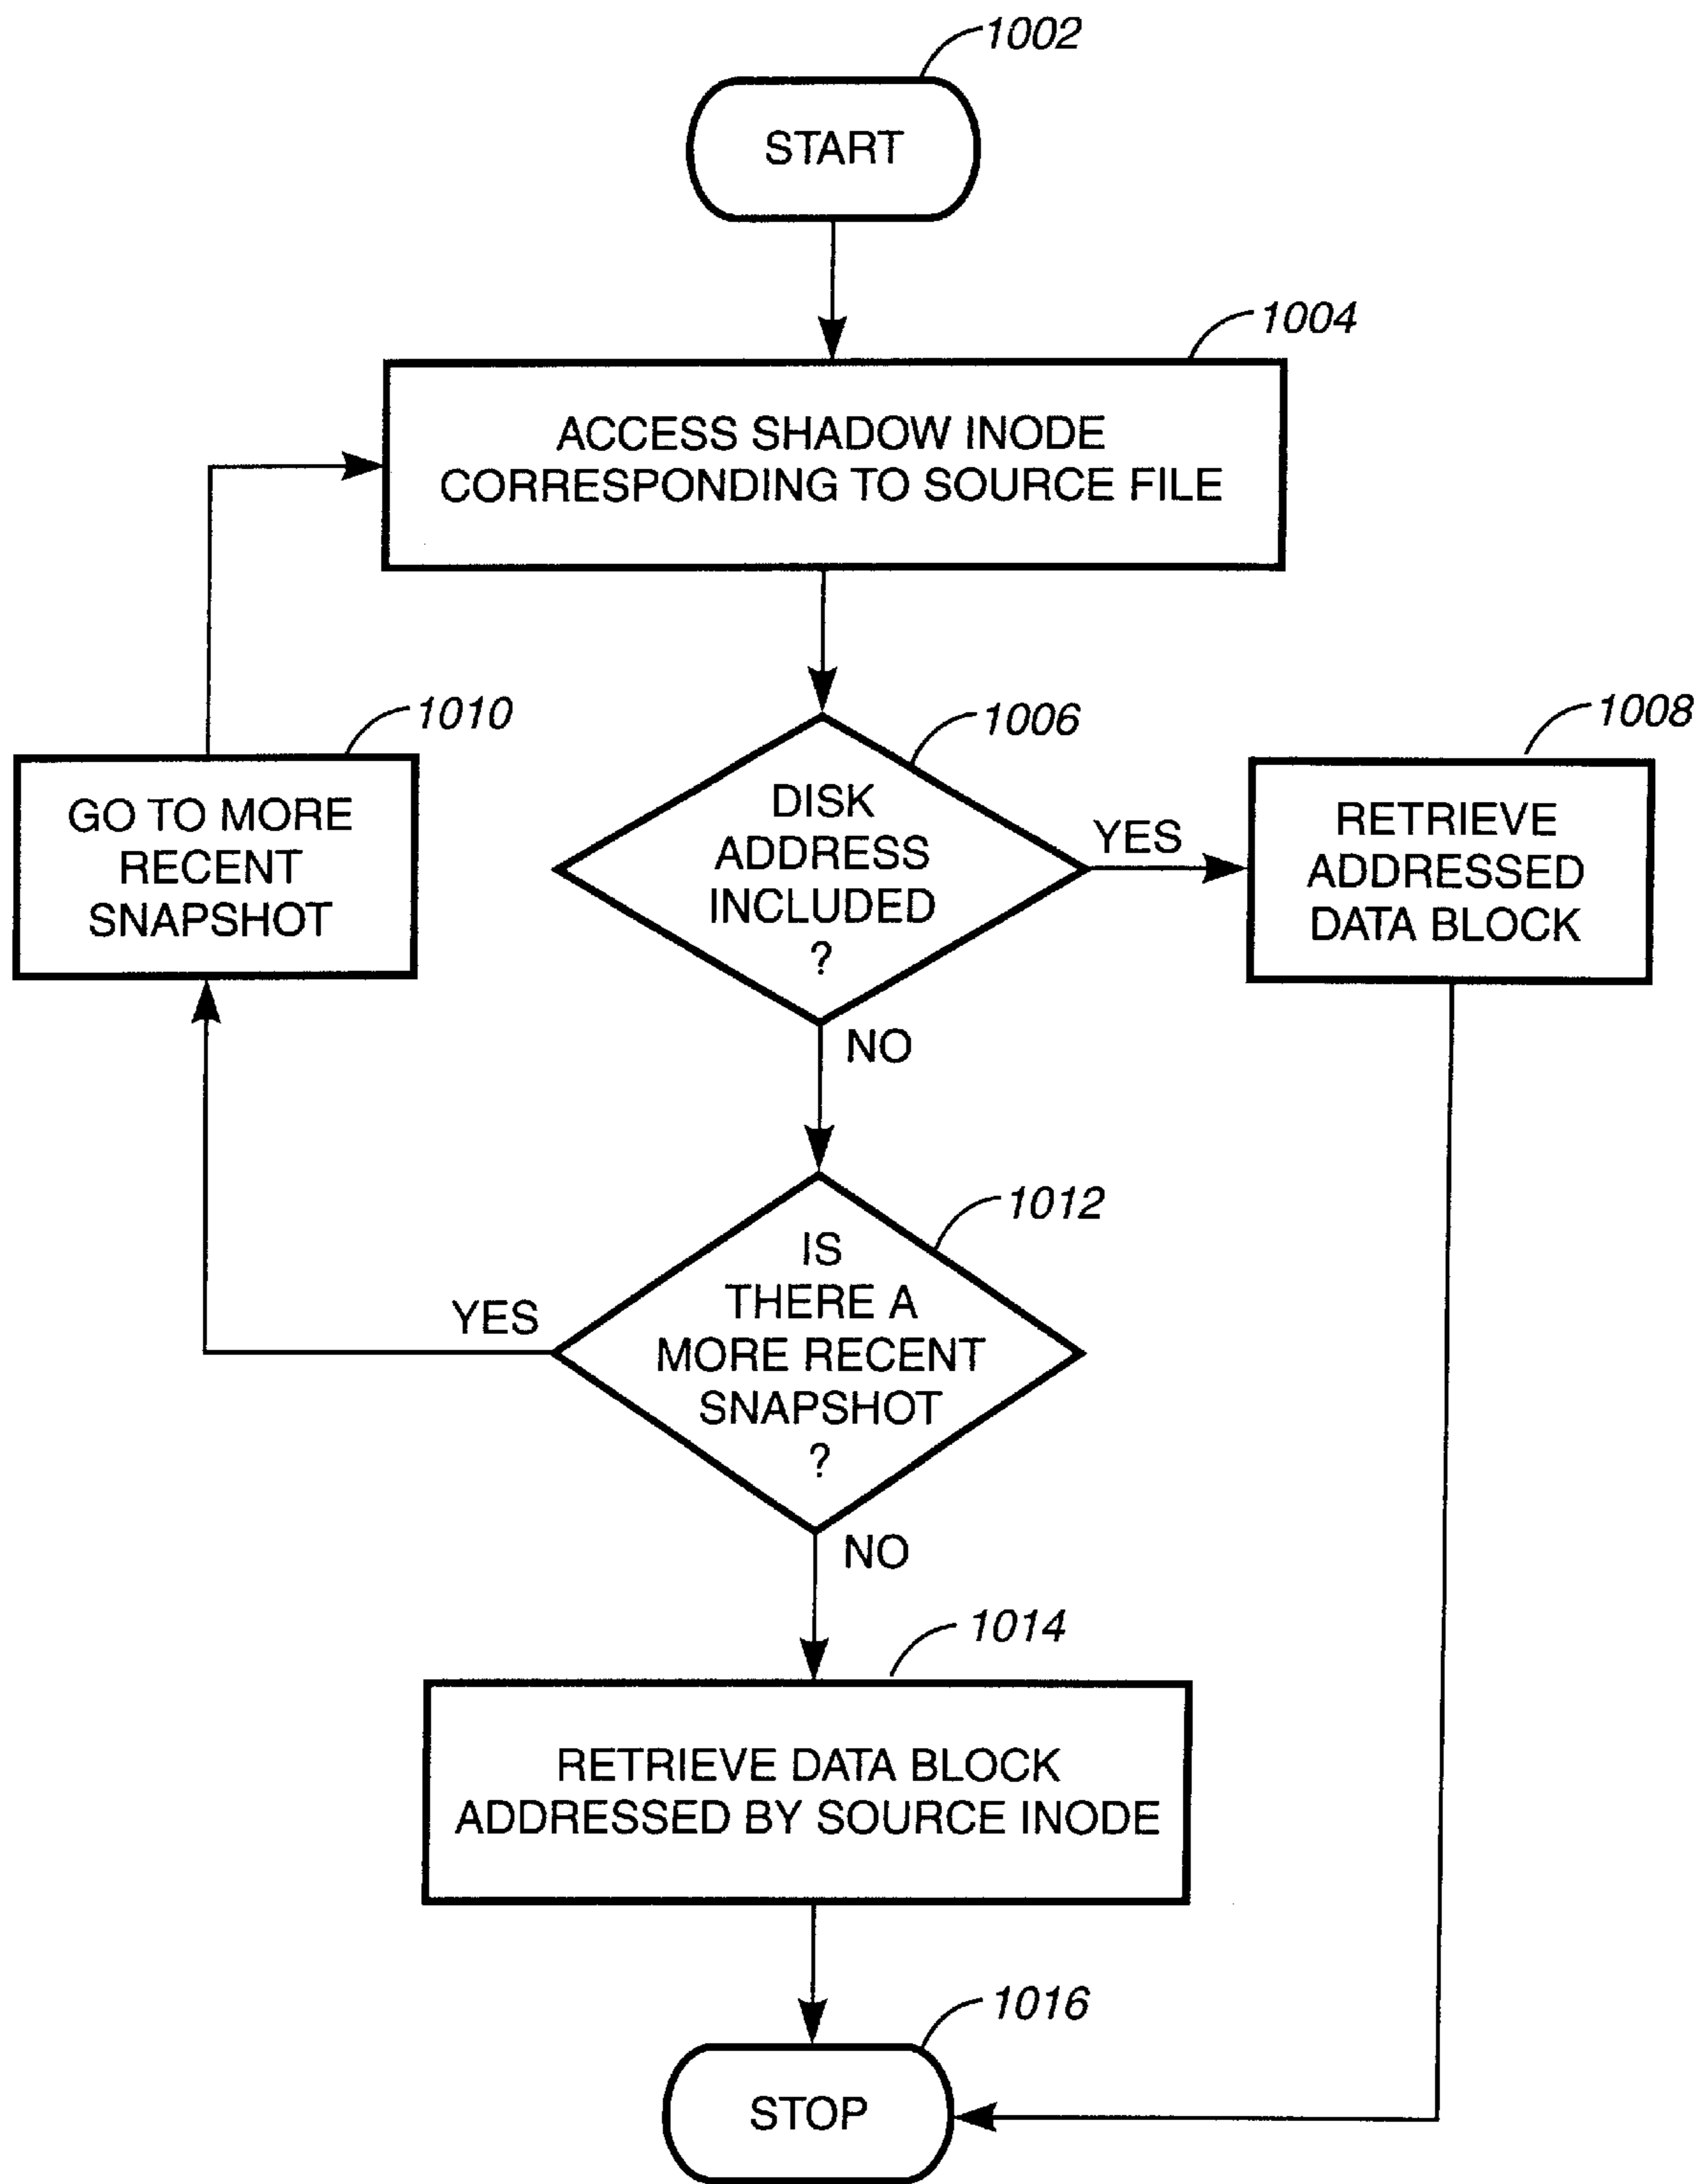 1002
START
1004
ACCESS SHADOW INODE
CORRESPONDING TO SOURCE FILE
1010
GO TO MORE
RECENT
SNAPSHOT
1006
DISK
ADDRESS
INCLUDED
?
YES
1008
RETRIEVE
ADDRESSED
DATA BLOCK
NO
1012
IS
THERE A
MORE RECENT
SNAPSHOT
?
YES
NO
1014
RETRIEVE DATA BLOCK
ADDRESSED BY SOURCE INODE
1016
STOP